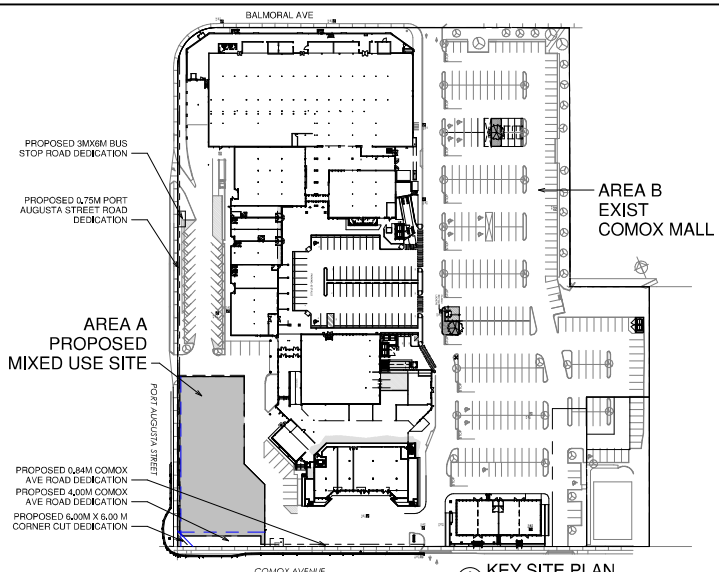 BALMORAL AVE
PROPOSED 3MX6M BUS
STOP ROAD DEDICATION
PROPOSED 0.75M PORT
AUGUSTA STREET ROAD
DEDICATION
AREA B
EXIST
COMOX MALL
AREA A
PROPOSED
MIXED USE SITE
PORT AUGUSTA STREET
PROPOSED 0.84M COMOX
AVE ROAD DEDICATION
PROPOSED 4.00M COMOX
AVE ROAD DEDICATION
PROPOSED 6.00M X 6.00 M
CORNER CUT DEDICATION
COMOX AVENUE
KEY SITE PLAN